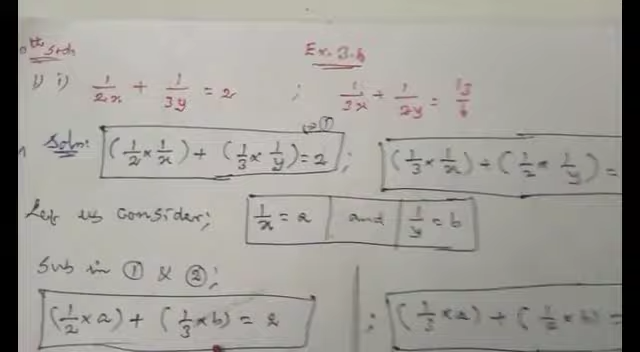 Ex. 3.6
1) i) 1/2x + 1/3y = 2 ; 1/3x + 1/2y = 13/6
Soln: (1/2 × 1/x) + (1/3 × 1/y) = 2 → ① ; (1/3 × 1/x) + (1/2 × 1/y) =
Let us consider; 1/x = a and 1/y = b
Sub in ① & ②;
(1/2 × a) + (1/3 × b) = 2 ; (1/3 × a) + (1/2 × b) =